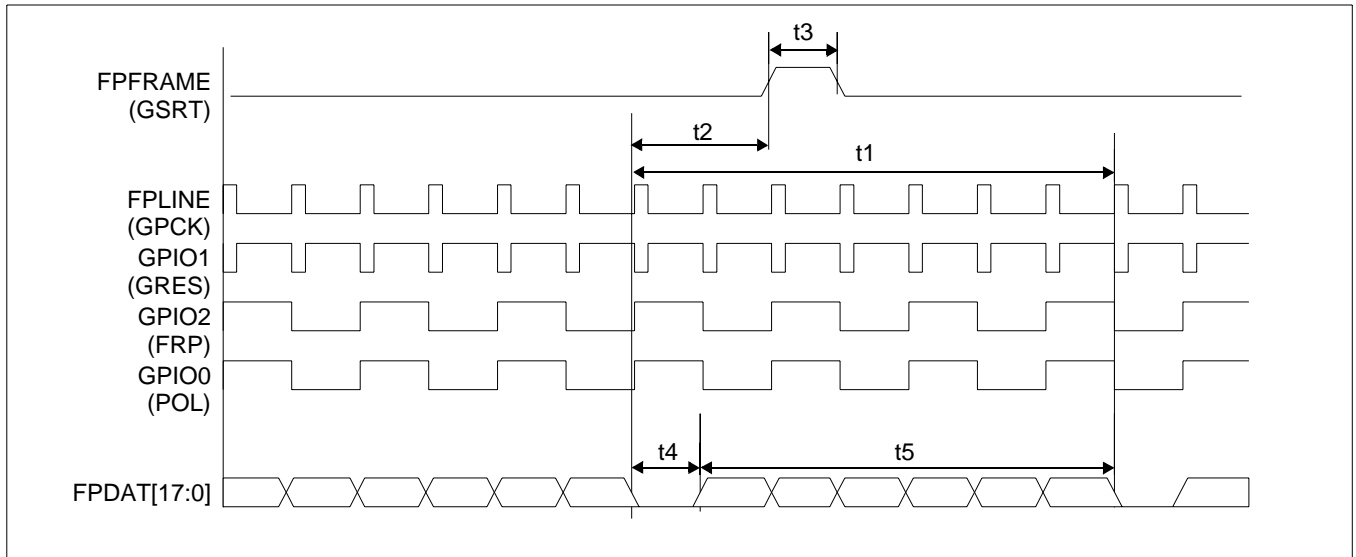 t3
FPFRAME
(GSRT)
t2
t1
FPLINE
(GPCK)
GPIO1
(GRES)
GPIO2
(FRP)
GPIO0
(POL)
t4
t5
FPDAT[17:0]